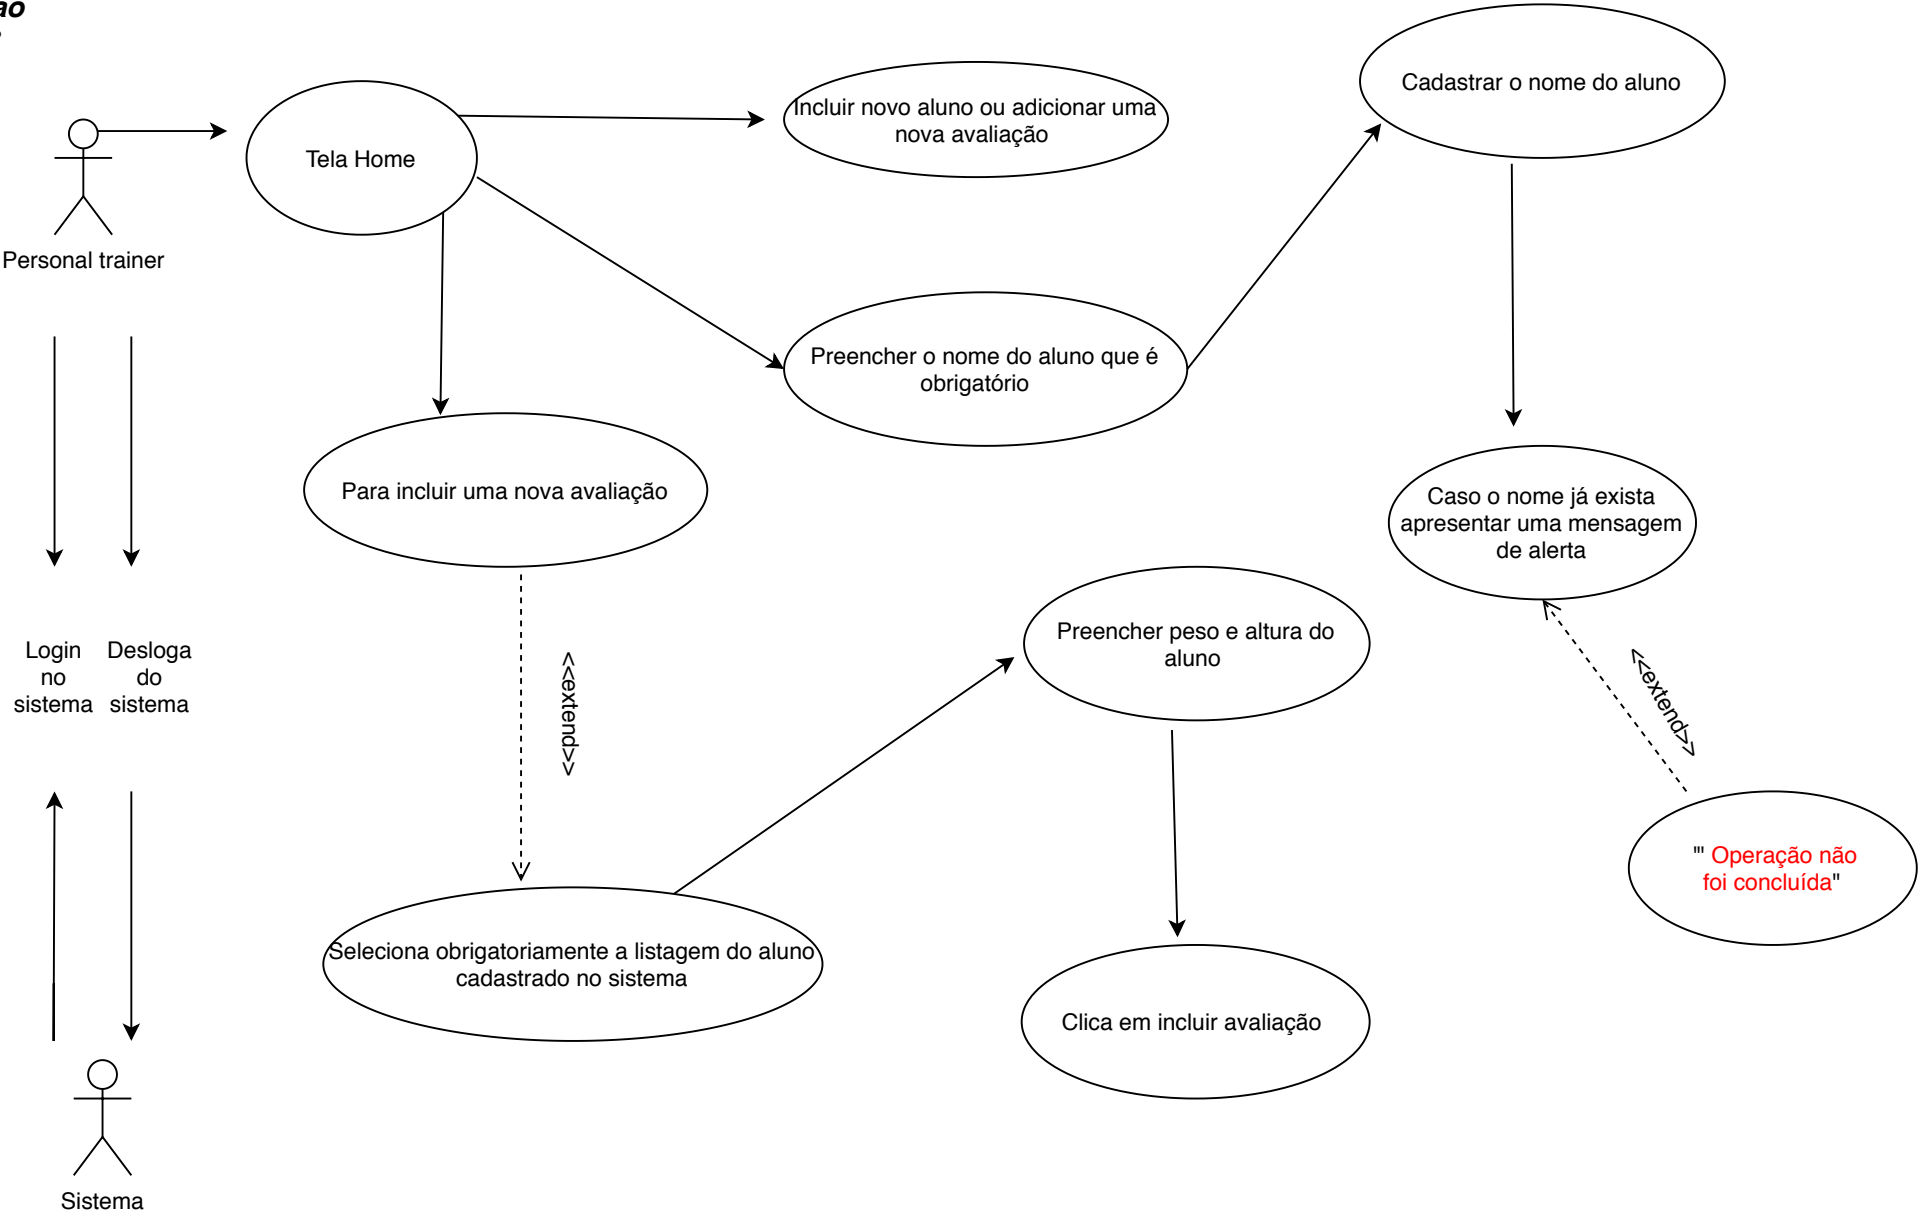 ao
Incluir novo aluno ou adicionar uma
nova avaliação
Cadastrar o nome do aluno
Tela Home
Personal trainer
Preencher o nome do aluno que é
obrigatório
Para incluir uma nova avaliação
Caso o nome já exista
apresentar uma mensagem
de alerta
Login
no
sistema
Desloga
do
sistema
<<extend>>
Preencher peso e altura do
aluno
<<extend>>
"' Operação não
foi concluída"
Seleciona obrigatoriamente a listagem do aluno
cadastrado no sistema
Clica em incluir avaliação
Sistema